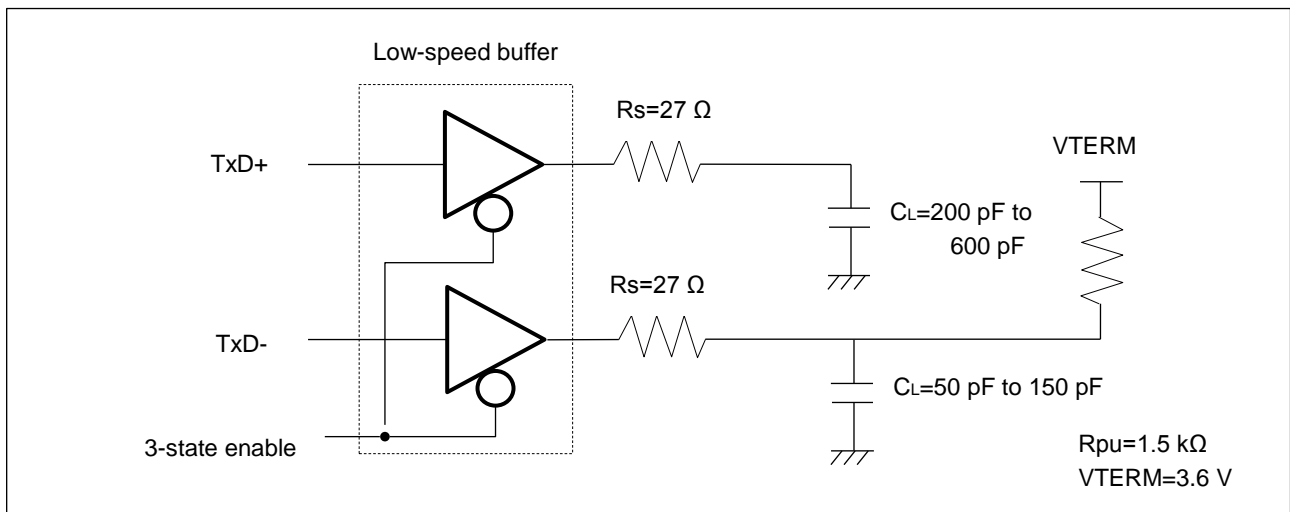 Low-speed buffer
Rs=27 Ω
TxD+
VTERM
CL=200 pF to
600 pF
Rs=27 Ω
TxD-
CL=50 pF to 150 pF
3-state enable
Rpu=1.5 kΩ
VTERM=3.6 V